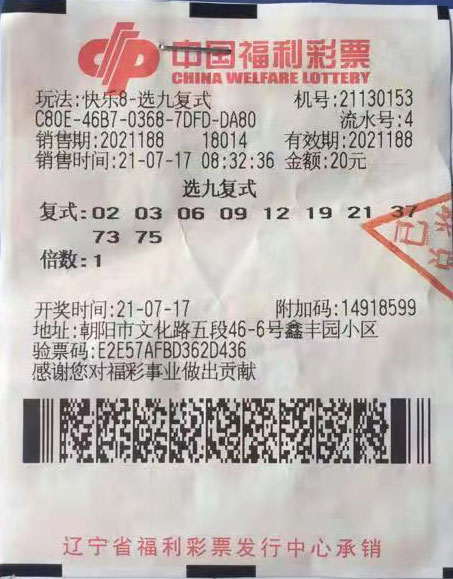 中国福利彩票
CHINA WELFARE LOTTERY
玩法:快乐8-选九复式 机号:21130153
C80E-46B7-0368-7DFD-DA80 流水号:4
销售期:2021188 18014 有效期:2021188
销售时间:21-07-17 08:32:36 金额:20元
选九复式
复式:02 03 06 09 12 19 21 37
73 75
倍数:1
开奖时间:21-07-17 附加码:14918599
地址:朝阳市文化路五段46-6号鑫丰园小区
验票码:E2E57AFBD362D436
感谢您对福彩事业做出贡献
辽宁省福利彩票发行中心承销